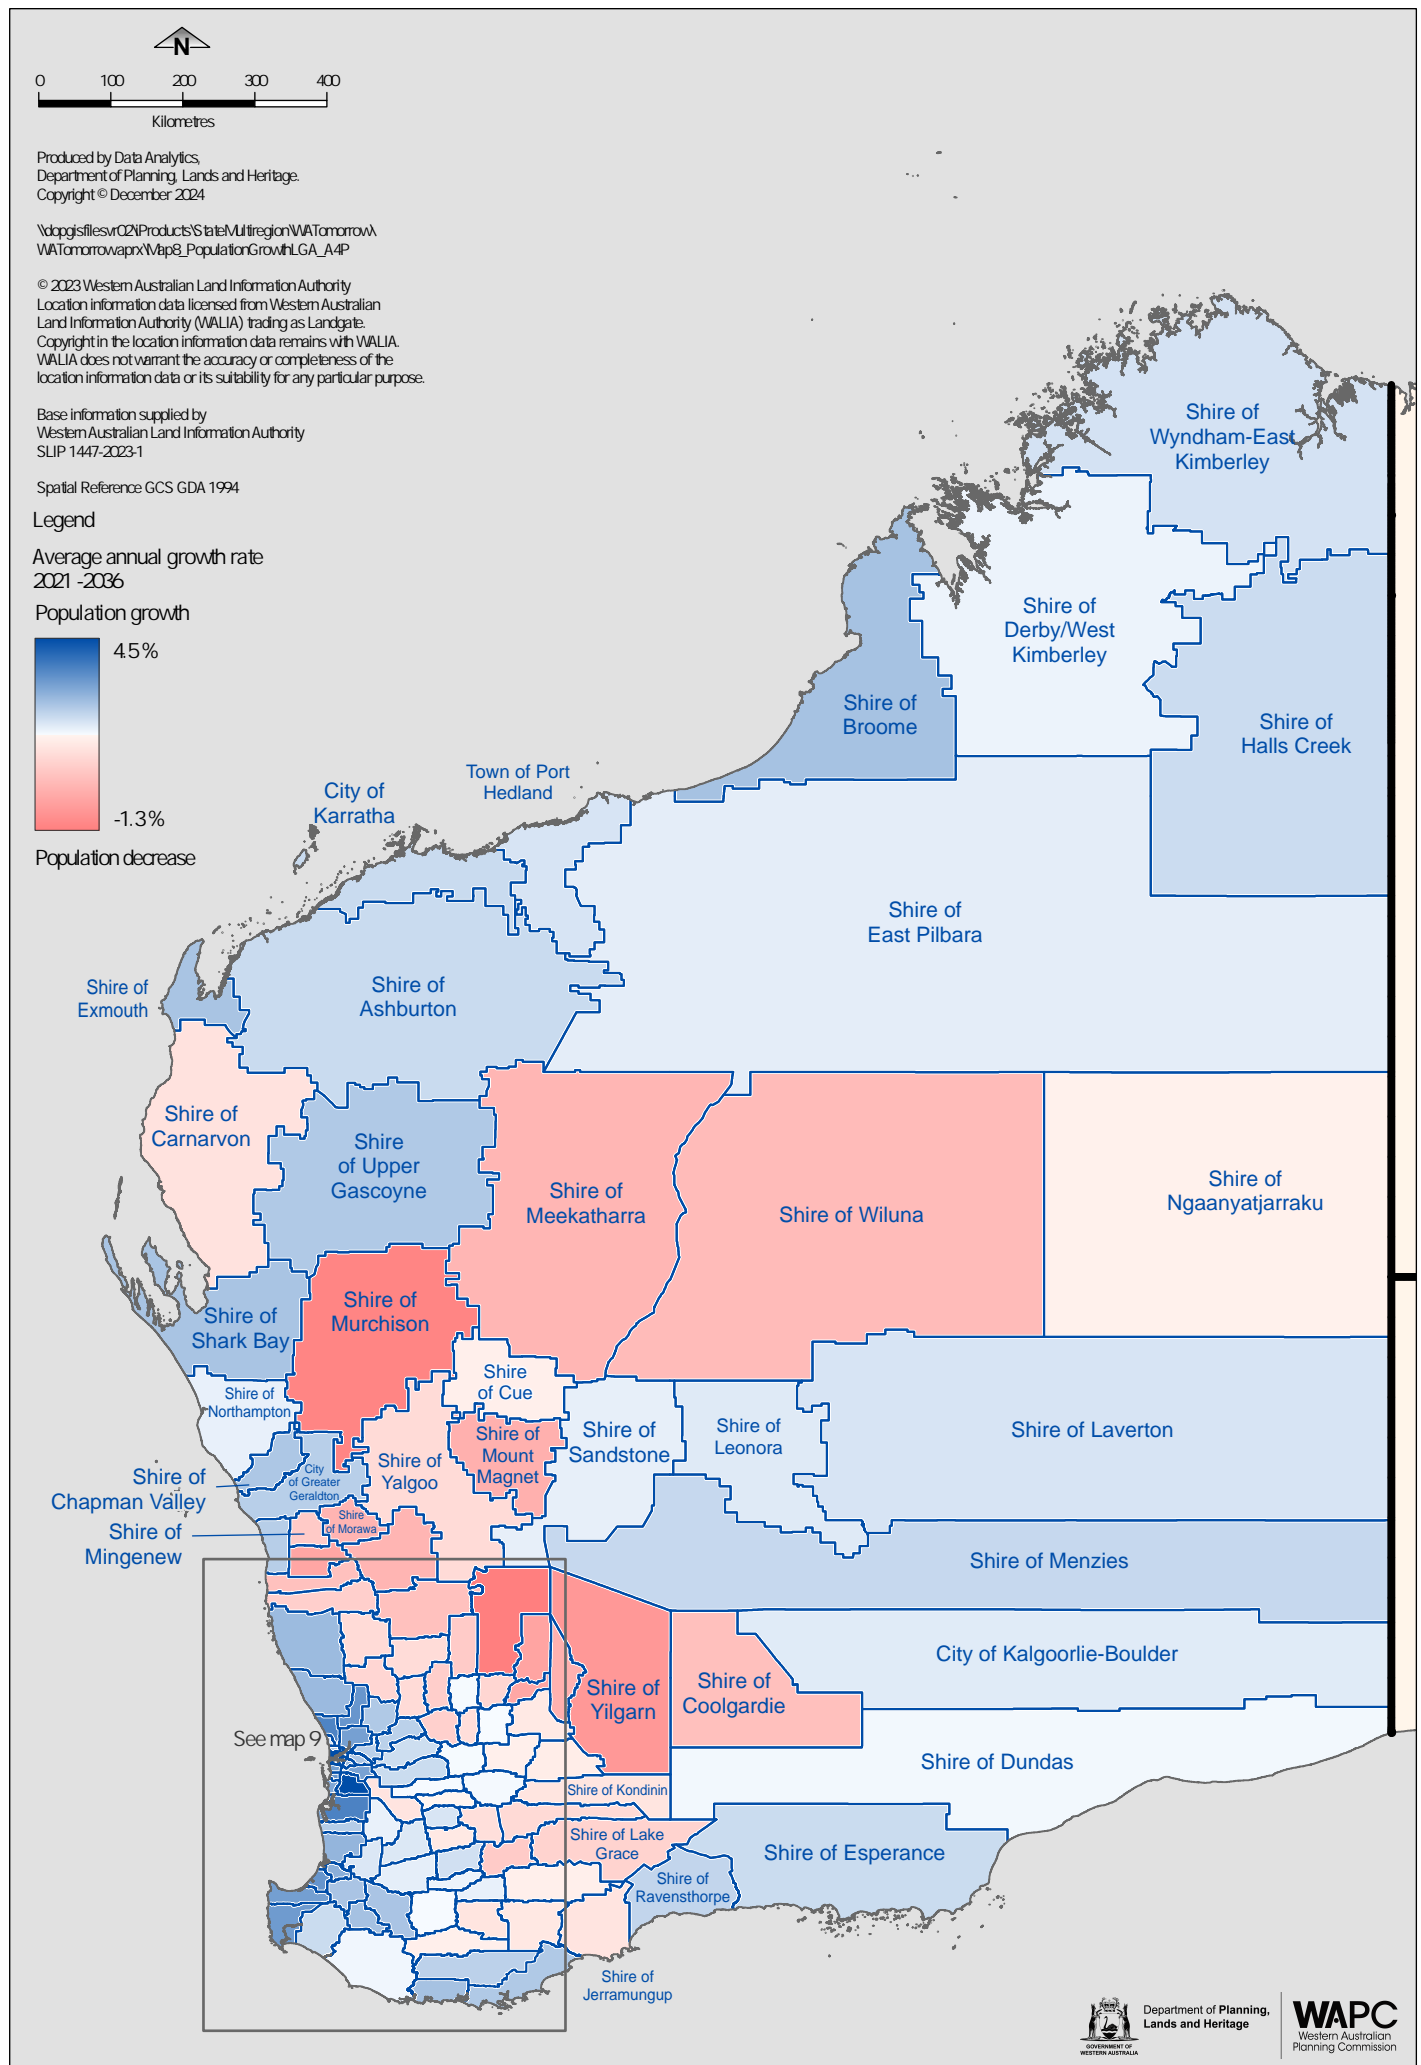 N
0 100 200 300 400
Kilometres
Produced by Data Analytics,
Department of Planning, Lands and Heritage.
Copyright © December 2024
\\dopgisfilesvr02\iProducts\StateMultiregion\WATomorrow\
WATomorrowaprx\Map8_PopulationGrowthLGA_A4P
© 2023 Western Australian Land Information Authority
Location information data licensed from Western Australian
Land Information Authority (WALIA) trading as Landgate.
Copyright in the location information data remains with WALIA.
WALIA does not warrant the accuracy or completeness of the
location information data or its suitability for any particular purpose.
Base information supplied by
Western Australian Land Information Authority
SLIP 1447-2023-1
Spatial Reference GCS GDA 1994
Legend
Average annual growth rate
2021 -2036
Population growth
4.5%
-1.3%
Population decrease
Shire of
Wyndham-East
Kimberley
Shire of
Derby/West
Kimberley
Shire of
Broome
Shire of
Halls Creek
Town of Port
Hedland
City of
Karratha
Shire of
East Pilbara
Shire of
Exmouth
Shire of
Ashburton
Shire of
Carnarvon
Shire
of Upper
Gascoyne
Shire of
Meekatharra
Shire of Wiluna
Shire of
Ngaanyatjarraku
Shire of
Shark Bay
Shire of
Murchison
Shire of
Northampton
Shire
of Cue
Shire of
Mount
Magnet
Shire of
Sandstone
Shire of
Leonora
Shire of Laverton
Shire of
Chapman Valley
City
of Greater
Geraldton
Shire of
Yalgoo
Shire of
Mingenew
Shire
of Morawa
Shire of Menzies
City of Kalgoorlie-Boulder
Shire of
Yilgarn
Shire of
Coolgardie
See map 9
Shire of Dundas
Shire of Kondinin
Shire of Lake
Grace
Shire of Esperance
Shire of
Ravensthorpe
Shire of
Jerramungup
GOVERNMENT OF
WESTERN AUSTRALIA
Department of Planning,
Lands and Heritage
WAPC
Western Australian
Planning Commission